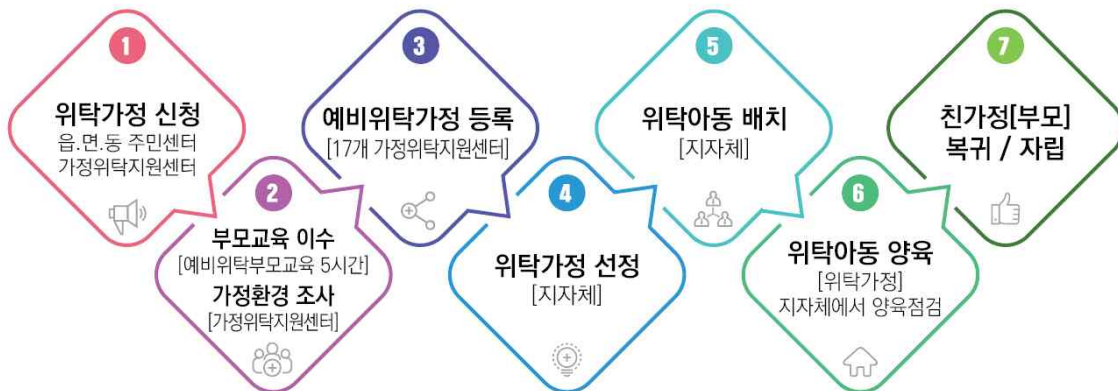 1
위탁가정 신청
읍.면.동 주민센터
가정위탁지원센터
2
부모교육 이수
[예비위탁부모교육 5시간]
가정환경 조사
[가정위탁지원센터]
3
예비위탁가정 등록
[17개 가정위탁지원센터]
4
위탁가정 선정
[지자체]
5
위탁아동 배치
[지자체]
6
위탁아동 양육
[위탁가정]
지자체에서 양육점검
7
친가정[부모]
복귀 / 자립